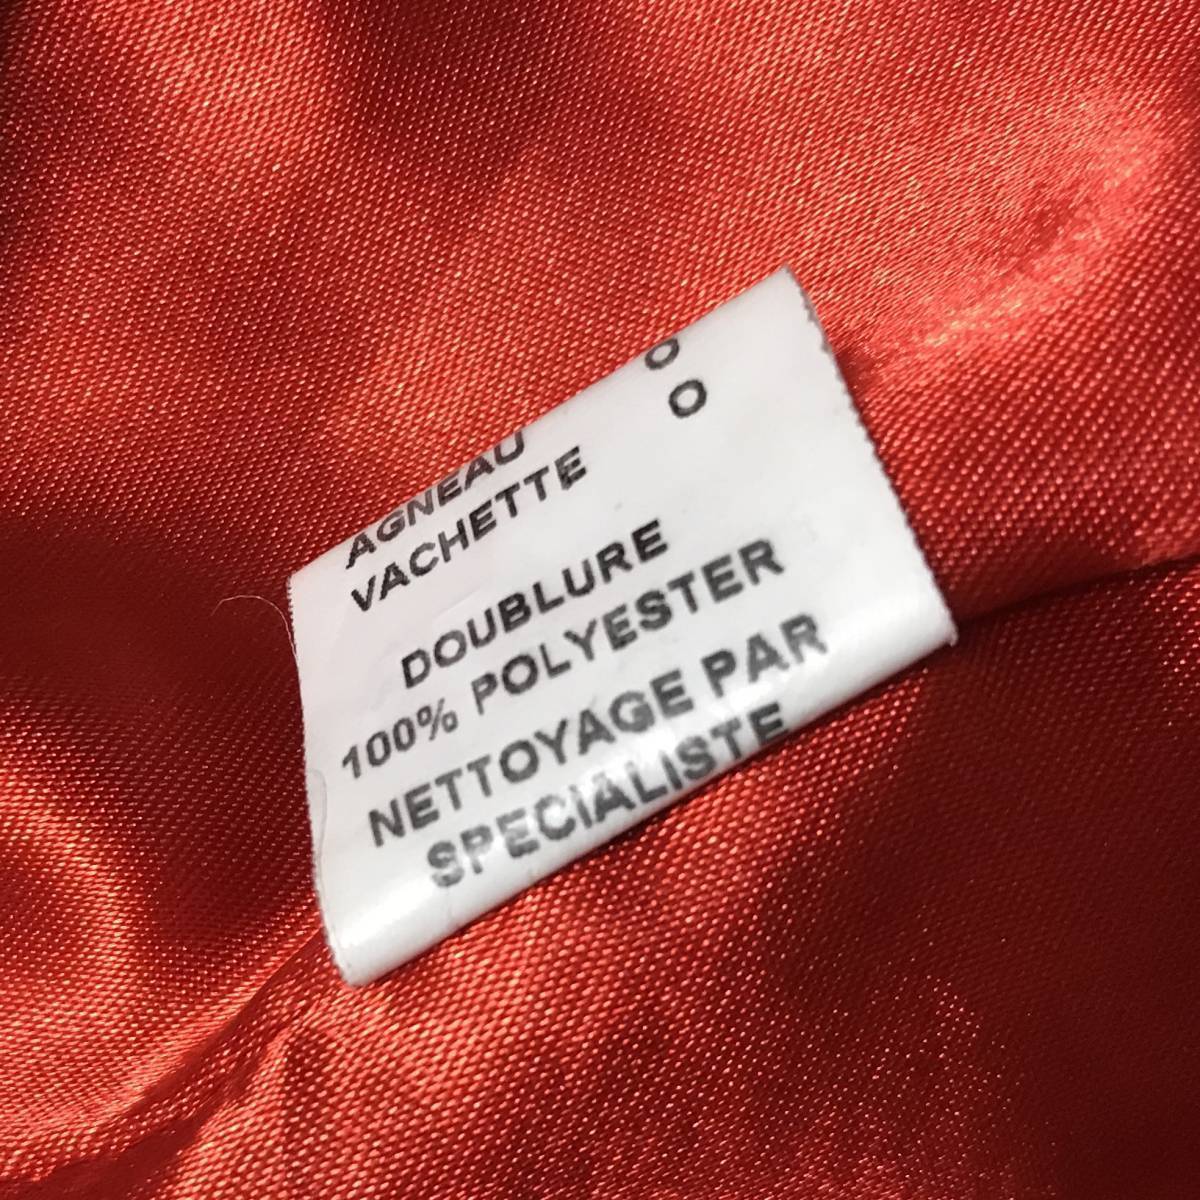 AGNEAU O
VACHETTE O
DOUBLURE
100% POLYESTER
NETTOYAGE PAR
SPECIALISTE